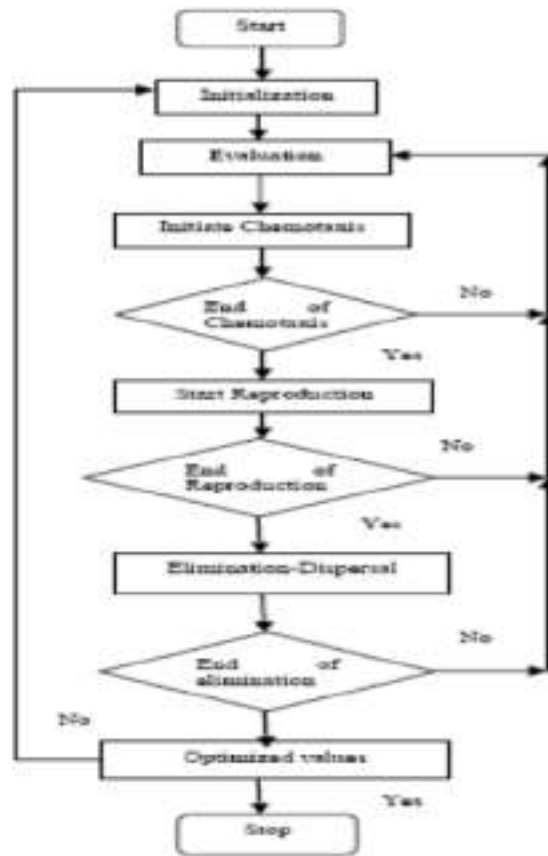 Start
Initialization
Evaluation
Initiate Chemotaxis
End of
Chemotaxis
No
Yes
Start Reproduction
End of
Reproduction
No
Yes
Elimination-Dispersal
End of
elimination
No
No
Optimized values
Yes
Stop